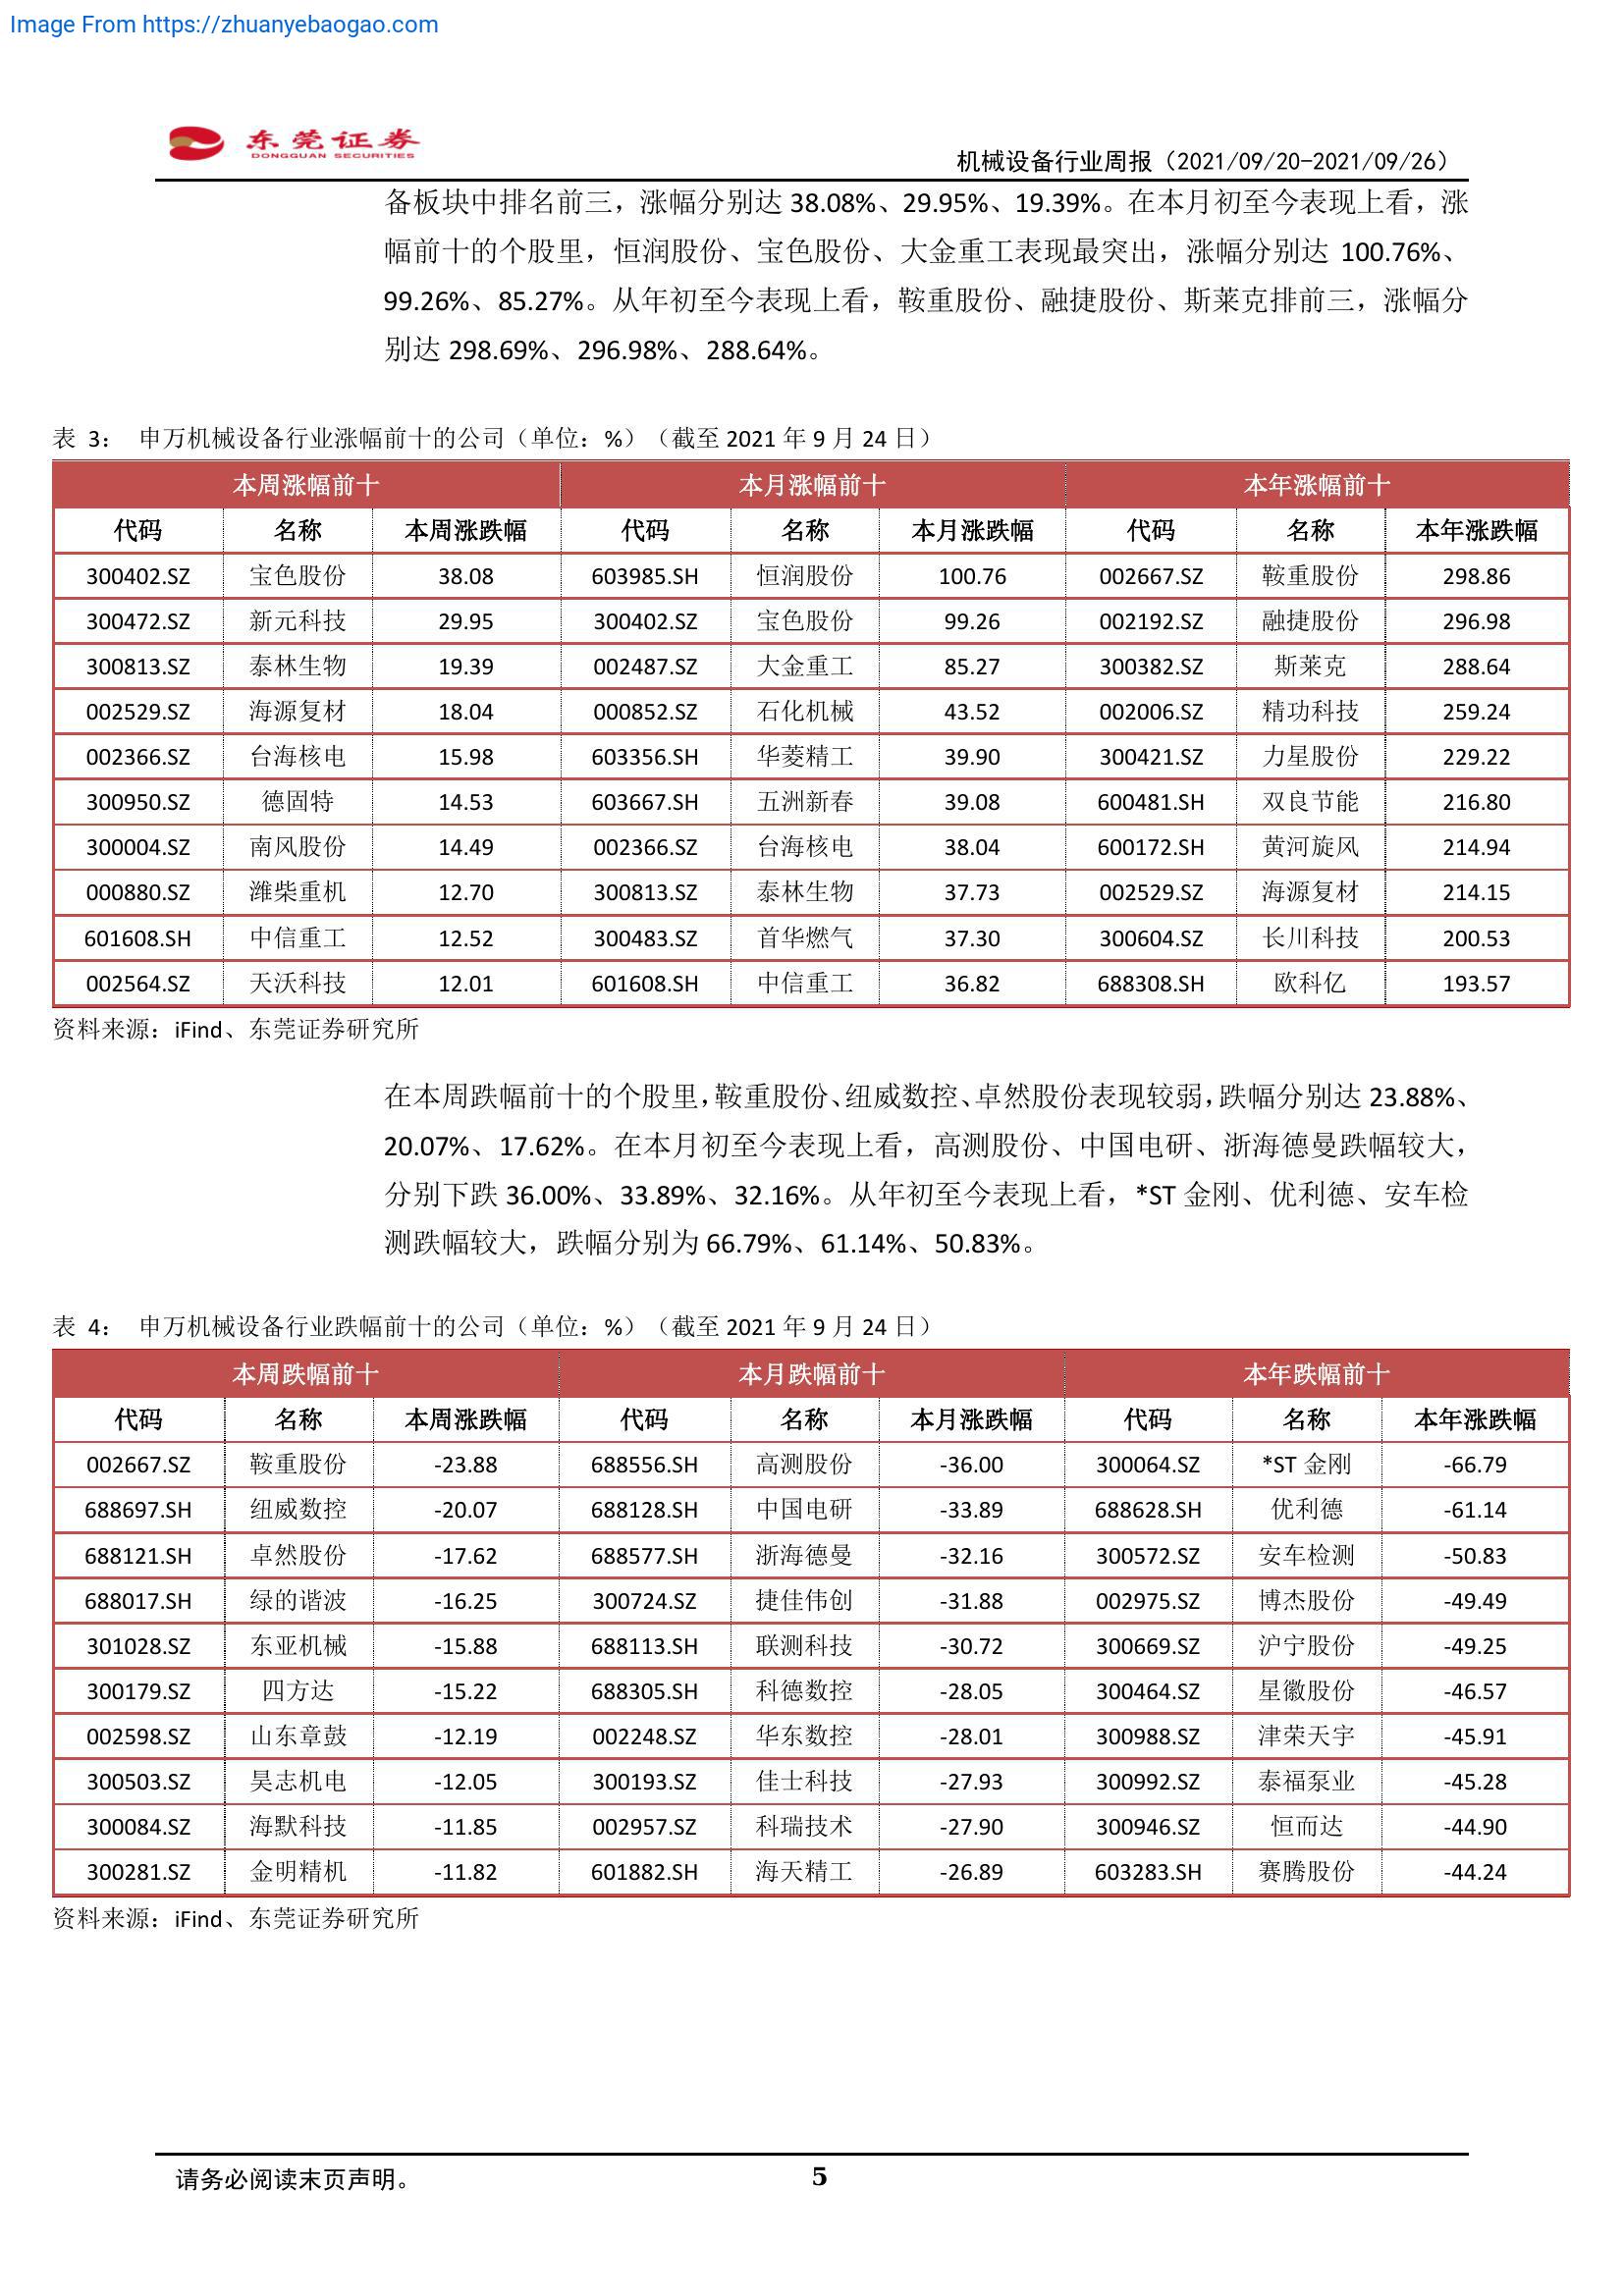 Image From https://zhuanyebaogao.com
东莞证券
DONGGUAN SECURITIES
机械设备行业周报（2021/09/20-2021/09/26）
备板块中排名前三，涨幅分别达 38.08%、29.95%、19.39%。在本月初至今表现上看，涨
幅前十的个股里，恒润股份、宝色股份、大金重工表现最突出，涨幅分别达 100.76%、
99.26%、85.27%。从年初至今表现上看，鞍重股份、融捷股份、斯莱克排前三，涨幅分
别达 298.69%、296.98%、288.64%。
表 3： 申万机械设备行业涨幅前十的公司（单位：%）（截至 2021 年 9 月 24 日）
本周涨幅前十 本月涨幅前十 本年涨幅前十
代码 名称 本周涨跌幅 代码 名称 本月涨跌幅 代码 名称 本年涨跌幅
300402.SZ 宝色股份 38.08 603985.SH 恒润股份 100.76 002667.SZ 鞍重股份 298.86
300472.SZ 新元科技 29.95 300402.SZ 宝色股份 99.26 002192.SZ 融捷股份 296.98
300813.SZ 泰林生物 19.39 002487.SZ 大金重工 85.27 300382.SZ 斯莱克 288.64
002529.SZ 海源复材 18.04 000852.SZ 石化机械 43.52 002006.SZ 精功科技 259.24
002366.SZ 台海核电 15.98 603356.SH 华菱精工 39.90 300421.SZ 力星股份 229.22
300950.SZ 德固特 14.53 603667.SH 五洲新春 39.08 600481.SH 双良节能 216.80
300004.SZ 南风股份 14.49 002366.SZ 台海核电 38.04 600172.SH 黄河旋风 214.94
000880.SZ 潍柴重机 12.70 300813.SZ 泰林生物 37.73 002529.SZ 海源复材 214.15
601608.SH 中信重工 12.52 300483.SZ 首华燃气 37.30 300604.SZ 长川科技 200.53
002564.SZ 天沃科技 12.01 601608.SH 中信重工 36.82 688308.SH 欧科亿 193.57
资料来源：iFind、东莞证券研究所
在本周跌幅前十的个股里，鞍重股份、纽威数控、卓然股份表现较弱，跌幅分别达 23.88%、
20.07%、17.62%。在本月初至今表现上看，高测股份、中国电研、浙海德曼跌幅较大，
分别下跌 36.00%、33.89%、32.16%。从年初至今表现上看，*ST 金刚、优利德、安车检
测跌幅较大，跌幅分别为 66.79%、61.14%、50.83%。
表 4： 申万机械设备行业跌幅前十的公司（单位：%）（截至 2021 年 9 月 24 日）
本周跌幅前十 本月跌幅前十 本年跌幅前十
代码 名称 本周涨跌幅 代码 名称 本月涨跌幅 代码 名称 本年涨跌幅
002667.SZ 鞍重股份 -23.88 688556.SH 高测股份 -36.00 300064.SZ *ST 金刚 -66.79
688697.SH 纽威数控 -20.07 688128.SH 中国电研 -33.89 688628.SH 优利德 -61.14
688121.SH 卓然股份 -17.62 688577.SH 浙海德曼 -32.16 300572.SZ 安车检测 -50.83
688017.SH 绿的谐波 -16.25 300724.SZ 捷佳伟创 -31.88 002975.SZ 博杰股份 -49.49
301028.SZ 东亚机械 -15.88 688113.SH 联测科技 -30.72 300669.SZ 沪宁股份 -49.25
300179.SZ 四方达 -15.22 688305.SH 科德数控 -28.05 300464.SZ 星徽股份 -46.57
002598.SZ 山东章鼓 -12.19 002248.SZ 华东数控 -28.01 300988.SZ 津荣天宇 -45.91
300503.SZ 昊志机电 -12.05 300193.SZ 佳士科技 -27.93 300992.SZ 泰福泵业 -45.28
300084.SZ 海默科技 -11.85 002957.SZ 科瑞技术 -27.90 300946.SZ 恒而达 -44.90
300281.SZ 金明精机 -11.82 601882.SH 海天精工 -26.89 603283.SH 赛腾股份 -44.24
资料来源：iFind、东莞证券研究所
请务必阅读末页声明。
5